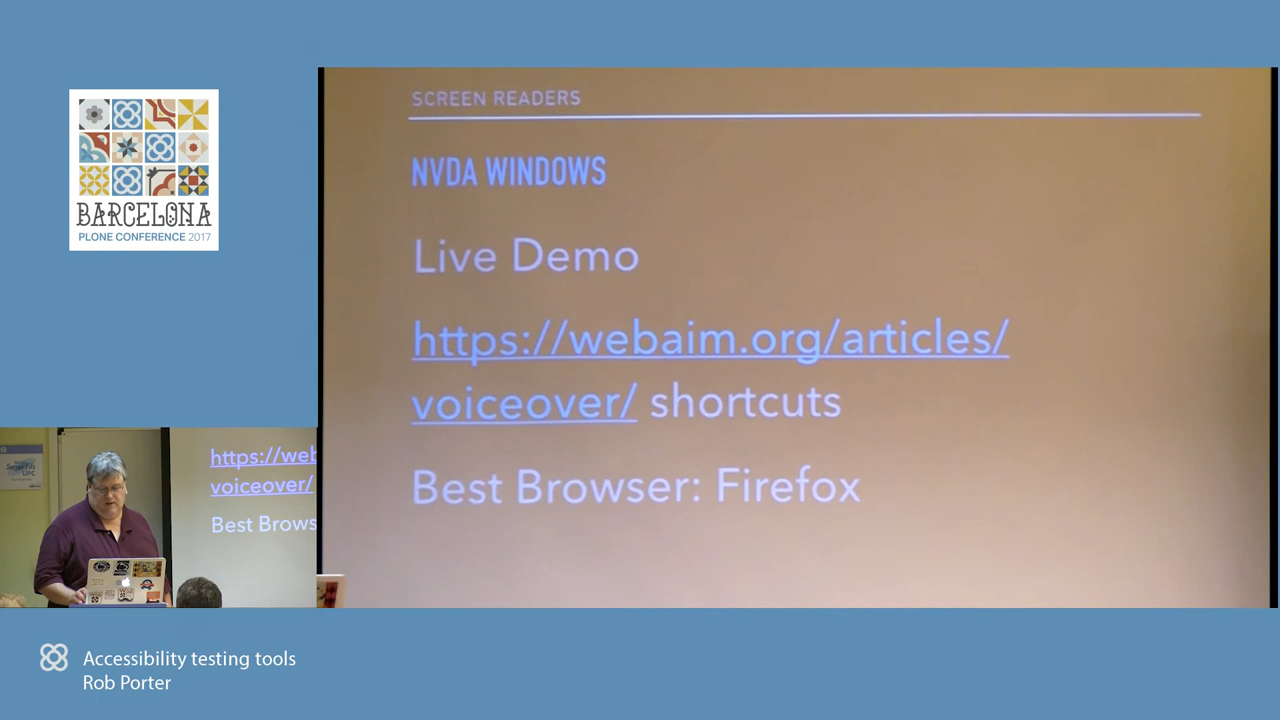 BARCELONA
PLONE CONFERENCE 2017
SCREEN READERS
NVDA WINDOWS
Live Demo
https://webaim.org/articles/
voiceover/ shortcuts
Best Browser: Firefox
https://web
voiceover/
Best Brows
UPC
Accessibility testing tools
Rob Porter